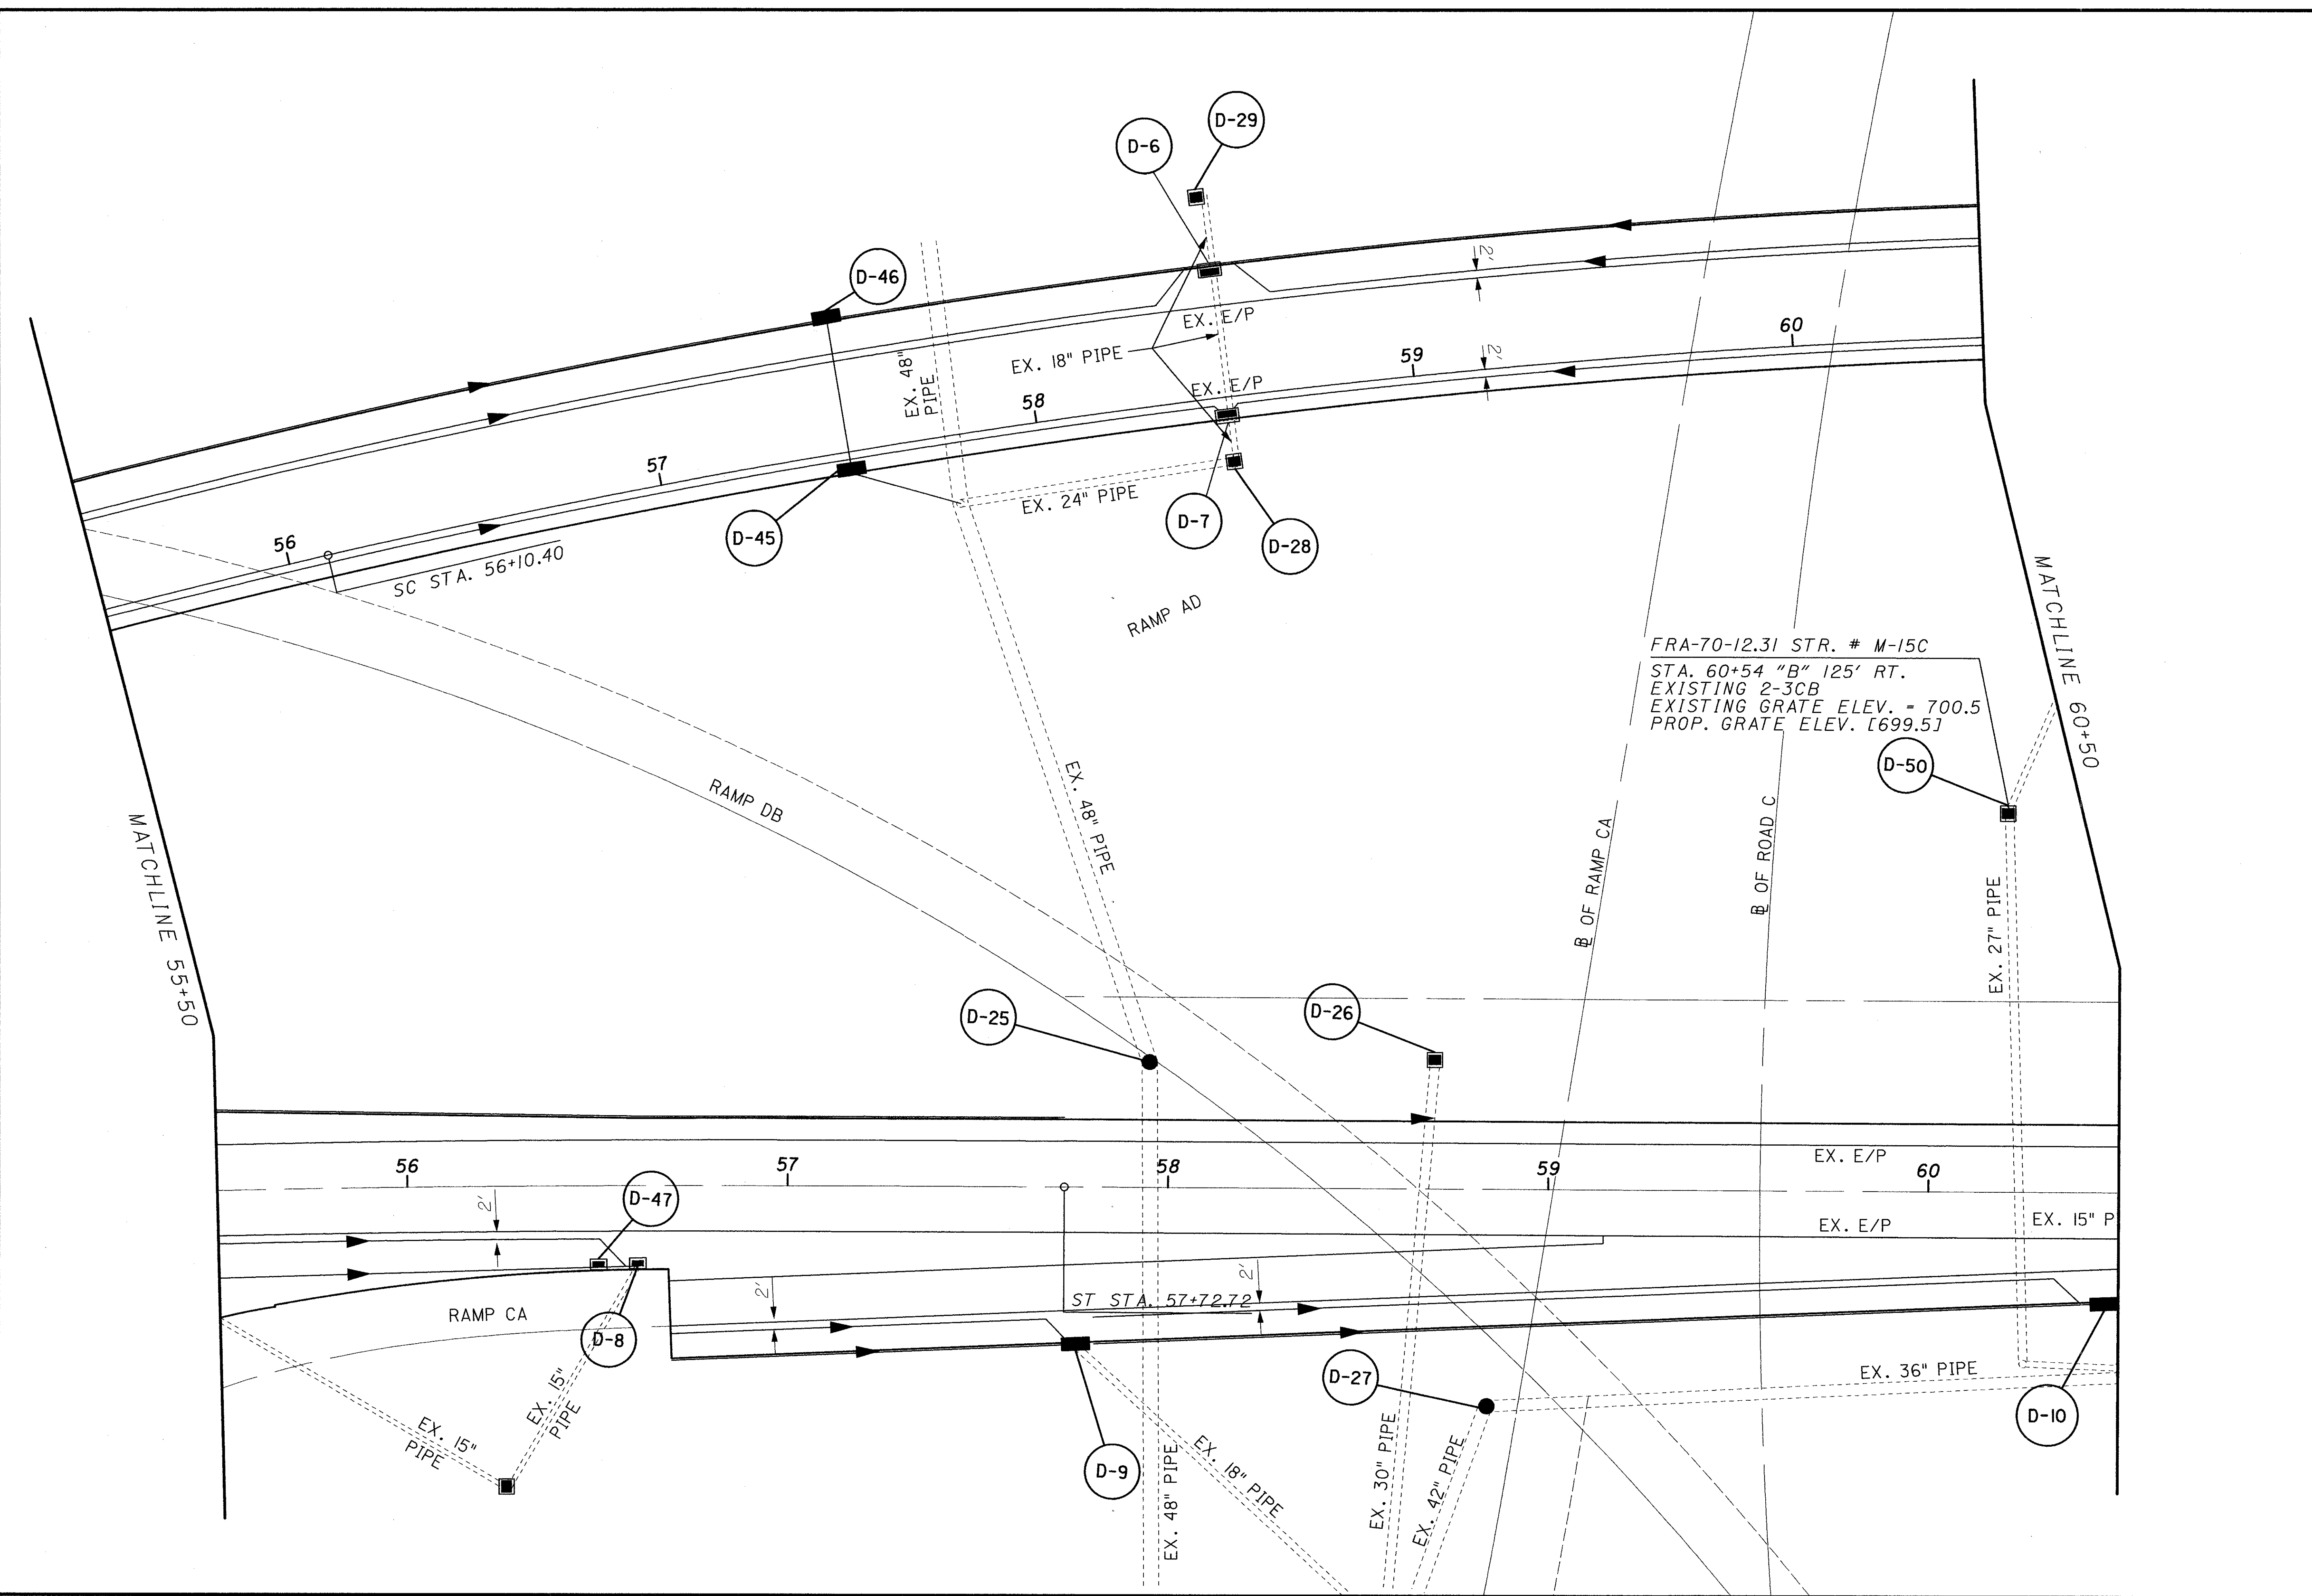 D-29
D-6
D-46
EX. 48"
PIPE
EX. 18" PIPE
EX. E/P
EX. E/P
2'
2'
56
57
58
59
60
SC STA. 56+10.40
D-45
EX. 24" PIPE
D-7
D-28
RAMP AD
RAMP DB
EX. 48" PIPE
MATCHLINE 55+50
MATCHLINE 60+50
FRA-70-12.31 STR. # M-15C
STA. 60+54 "B" 125' RT.
EXISTING 2-3CB
EXISTING GRATE ELEV. = 700.5
PROP. GRATE ELEV. [699.5]
D-50
℄ OF RAMP CA
℄ OF ROAD C
EX. 27" PIPE
D-25
D-26
56
57
58
59
60
EX. E/P
EX. E/P
EX. 15" P
D-47
2'
2'
2'
ST STA. 57+72.72
RAMP CA
D-8
EX. 15"
PIPE
EX. 15"
PIPE
D-9
EX. 48" PIPE
EX. 18" PIPE
D-27
EX. 30" PIPE
EX. 42" PIPE
EX. 36" PIPE
D-10